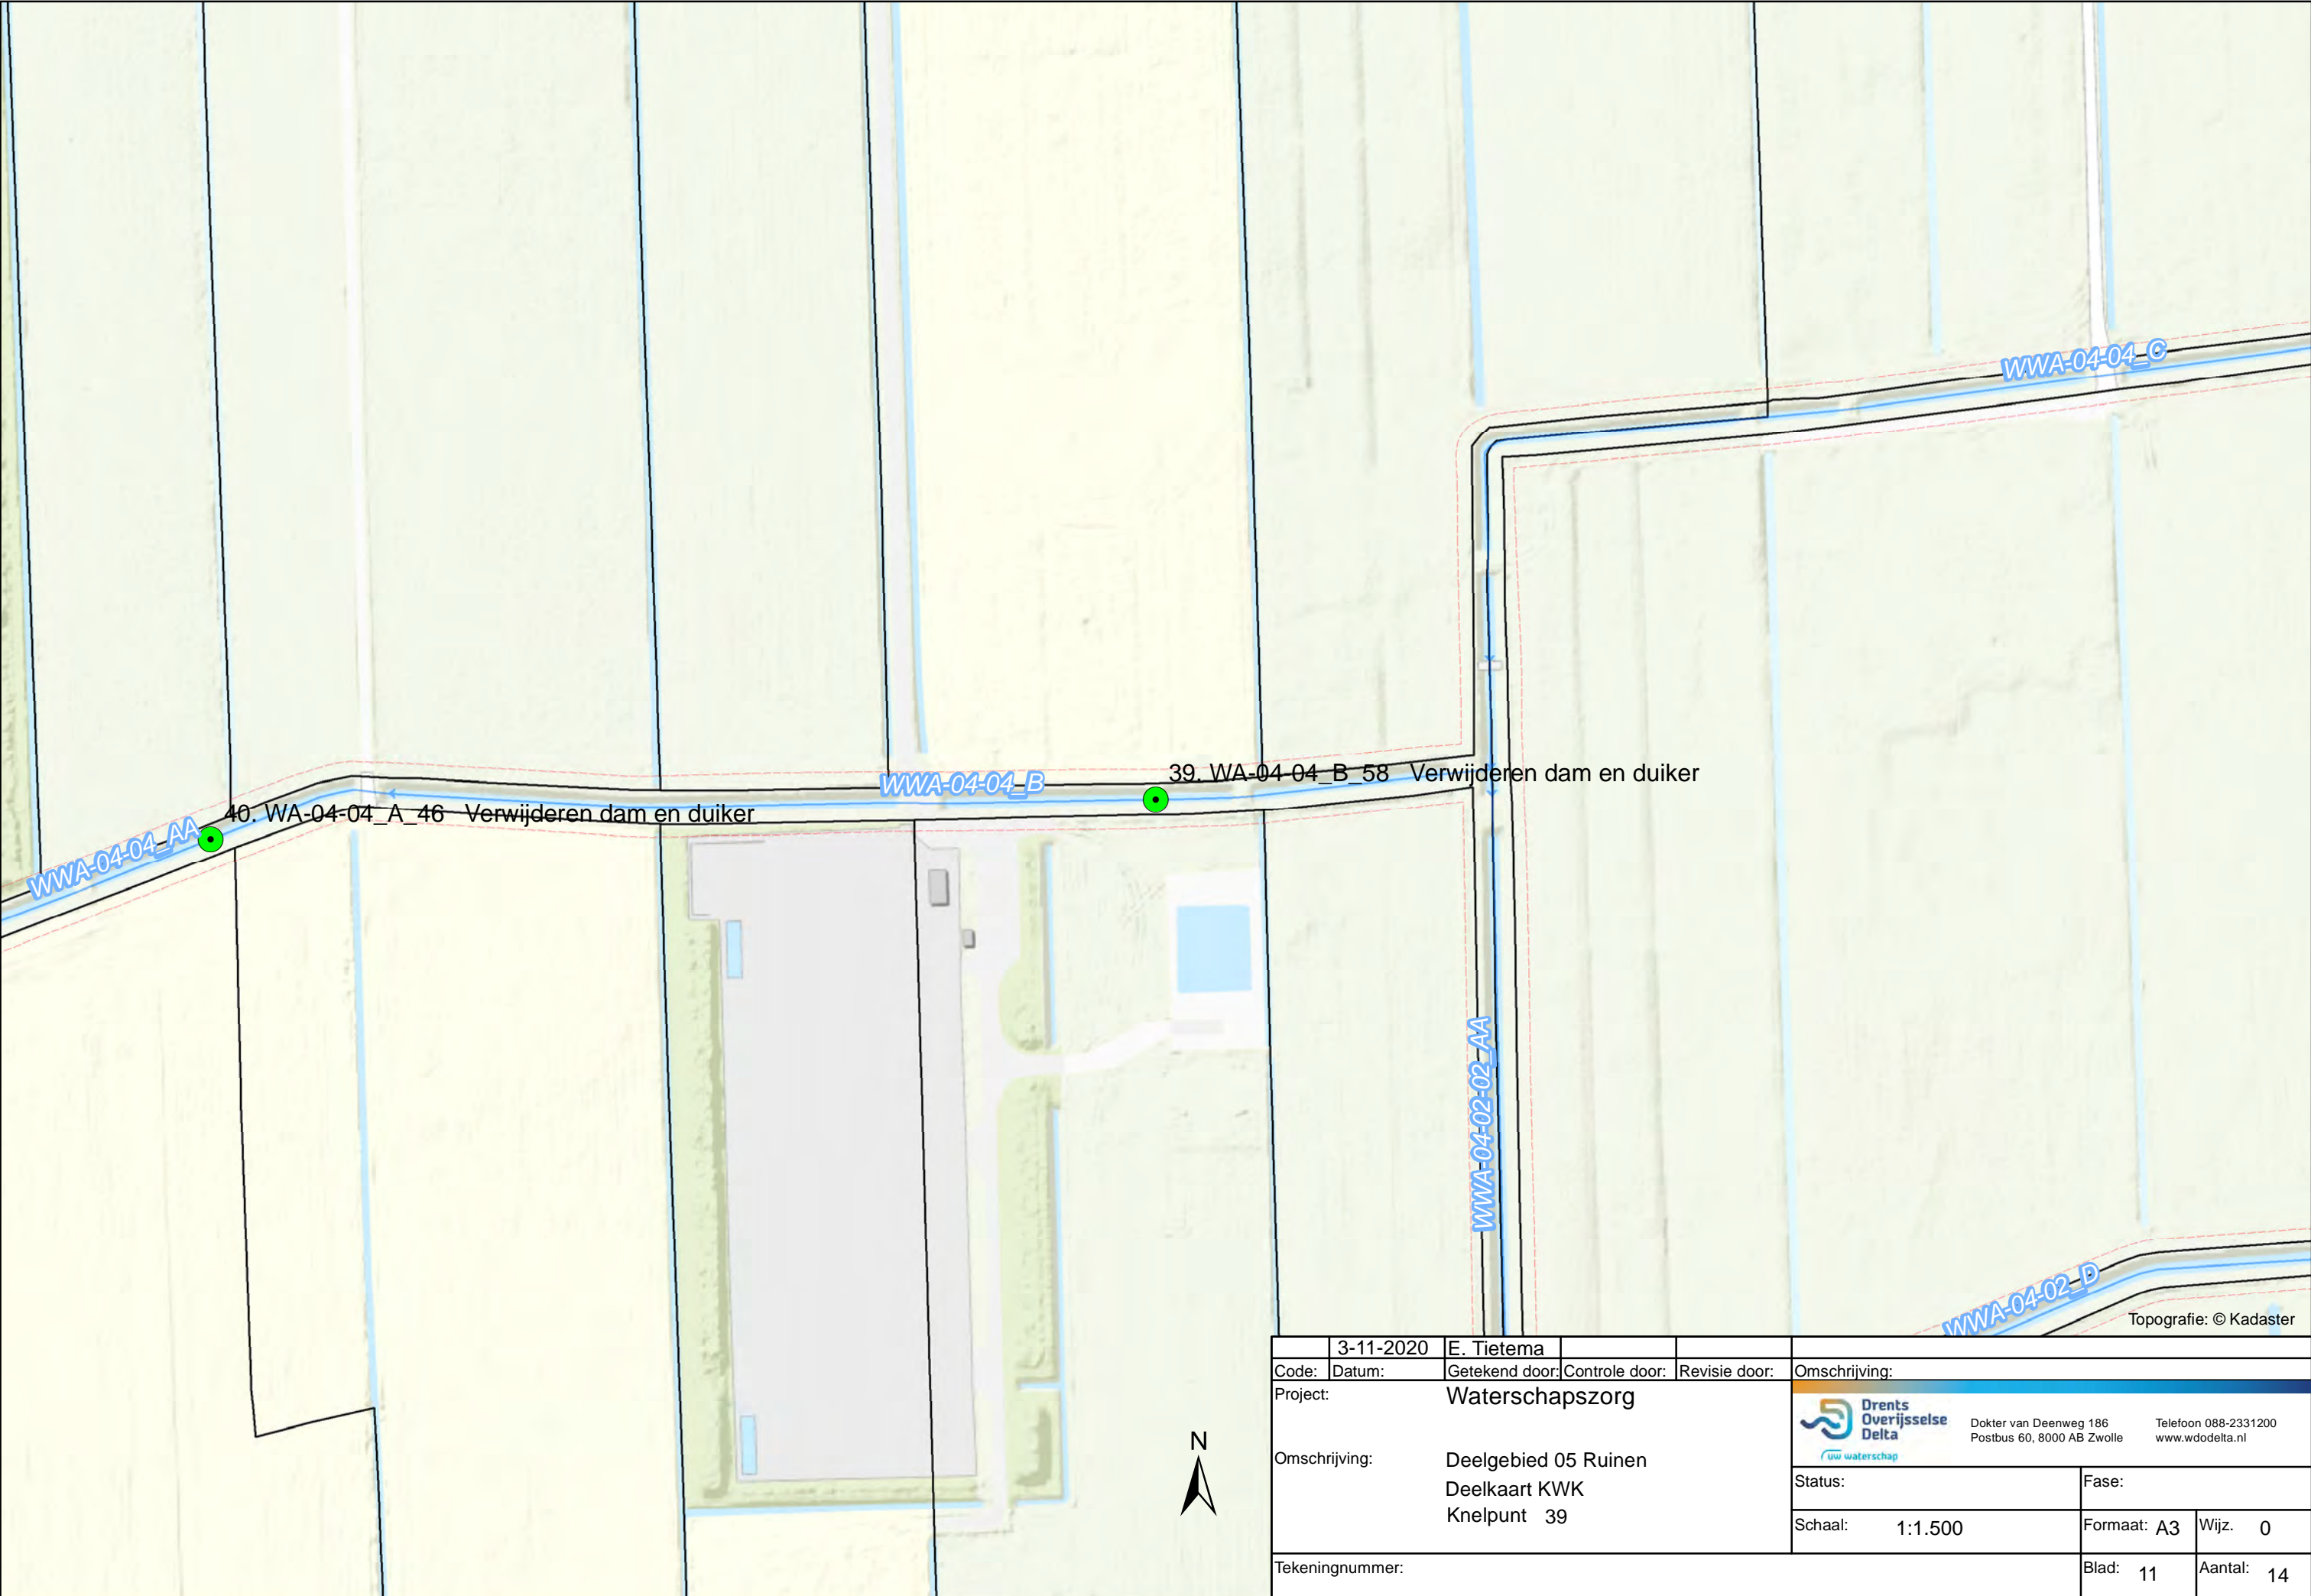 WWA-04-04_C
39. WA-04-04_B_58 Verwijderen dam en duiker
WWA-04-04_B
40. WA-04-04_A_46 Verwijderen dam en duiker
WWA-04-04_AA
WWA-04-02-02_AA
WWA-04-02_D
Topografie: © Kadaster
N
3-11-2020 E. Tietema
Code: Datum: Getekend door: Controle door: Revisie door: Omschrijving:
Project: Waterschapszorg
Omschrijving: Deelgebied 05 Ruinen
Deelkaart KWK
Knelpunt 39
Tekeningnummer:
Drents
Overijsselse
Delta
uw waterschap
Dokter van Deenweg 186
Postbus 60, 8000 AB Zwolle
Telefoon 088-2331200
www.wdodelta.nl
Status: Fase:
Schaal: 1:1.500 Formaat: A3 Wijz. 0
Blad: 11 Aantal: 14